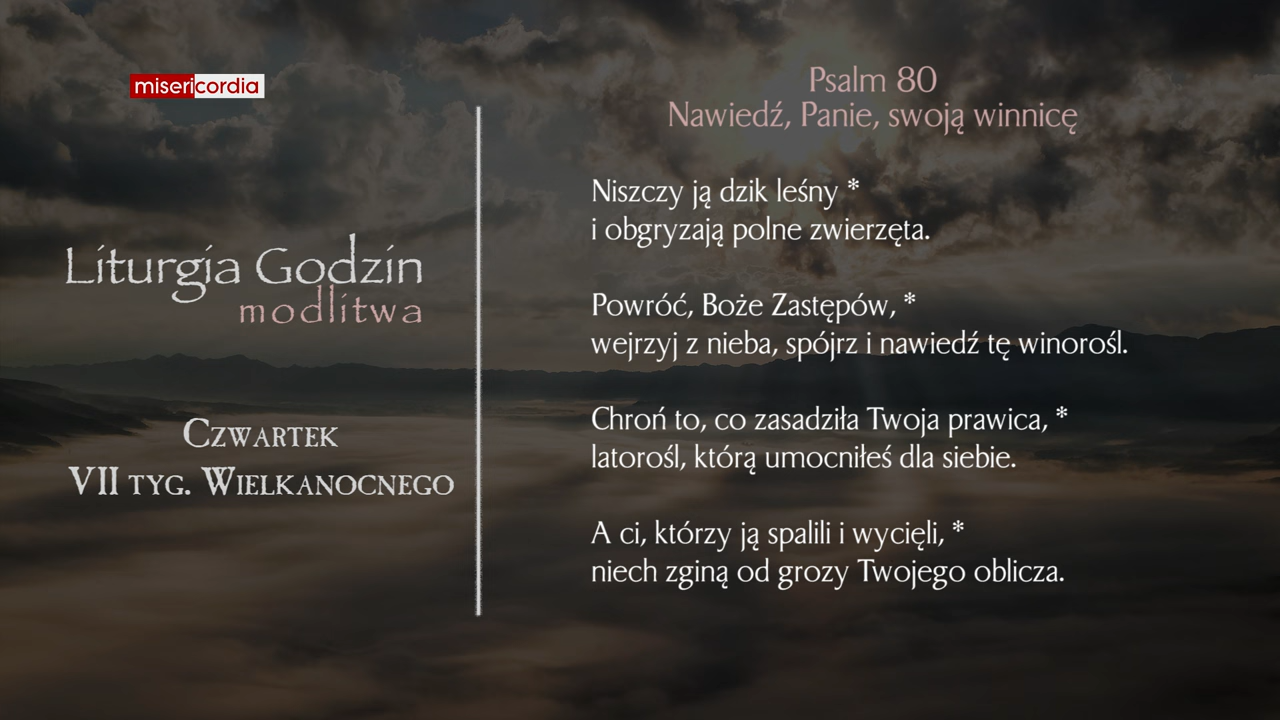 misericordia
Liturgia Godzin
modlitwa
Czwartek
VII tyg. Wielkanocnego
Psalm 80
Nawiedź, Panie, swoją winnicę
Niszczy ją dzik leśny *
i obgryzają polne zwierzęta.
Powróć, Boże Zastępów, *
wejrzyj z nieba, spójrz i nawiedź tę winorośl.
Chroń to, co zasadziła Twoja prawica, *
latorośl, którą umocniłeś dla siebie.
A ci, którzy ją spalili i wycięli, *
niech zginą od grozy Twojego oblicza.